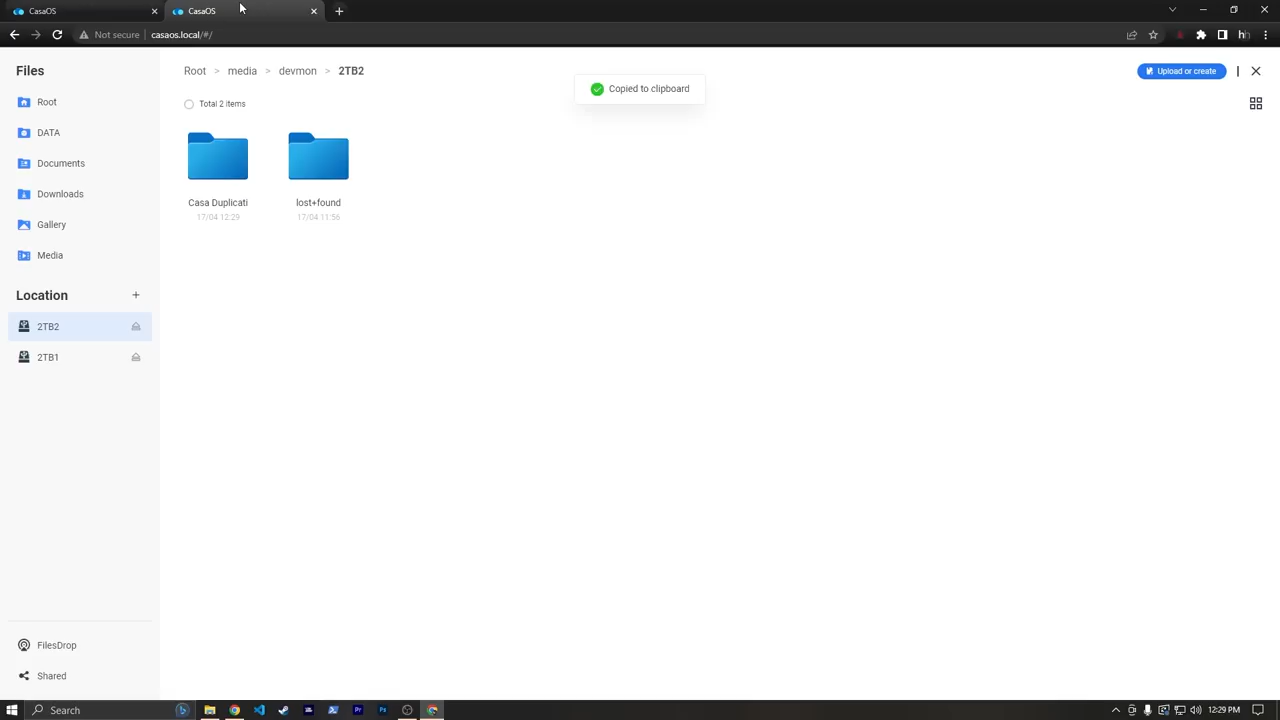 CasaOS
CasaOS
Not secure | casaos.local/#/
Files
Root
DATA
Documents
Downloads
Gallery
Media
Location +
2TB2
2TB1
FilesDrop
Shared
Root > media > devmon > 2TB2
Total 2 items
Copied to clipboard
Upload or create
Casa Duplicati
17/04 12:29
lost+found
17/04 11:56
Search
Pr
Ps
12:29 PM